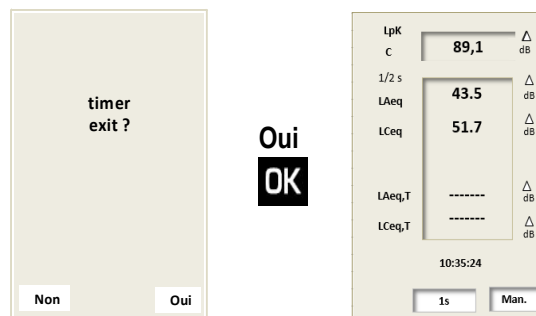 timer
exit ?
Non
Oui
Oui
OK
LpK
C
89,1
Δ
dB
1/2 s
LAeq
43.5
Δ
dB
LCeq
51.7
Δ
dB
LAeq,T
-------
Δ
dB
LCeq,T
-------
Δ
dB
10:35:24
1s
Man.